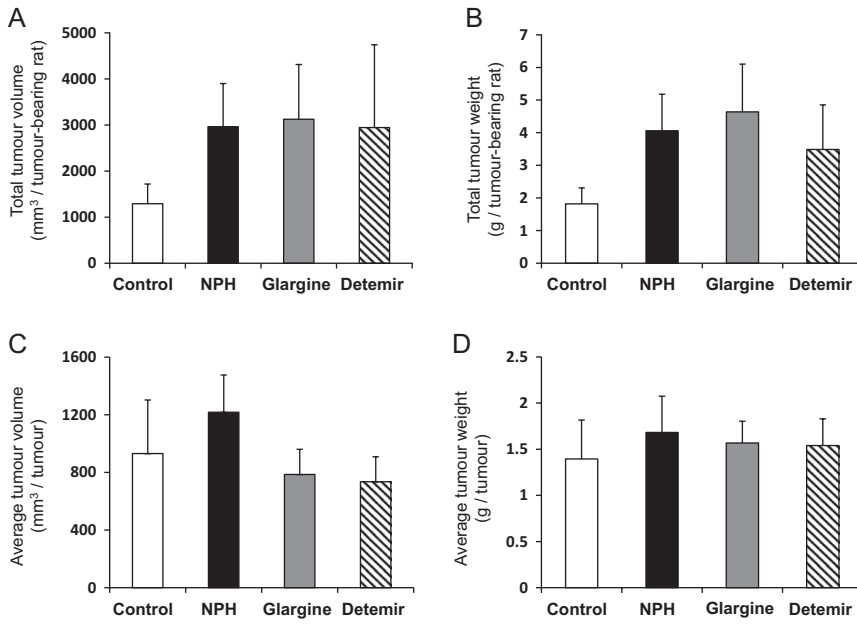 A
Total tumour volume
(mm³ / tumour-bearing rat)
5000
4000
3000
2000
1000
0
Control NPH Glargine Detemir
B
Total tumour weight
(g / tumour-bearing rat)
7
6
5
4
3
2
1
0
Control NPH Glargine Detemir
C
Average tumour volume
(mm³ / tumour)
1600
1200
800
400
0
Control NPH Glargine Detemir
D
Average tumour weight
(g / tumour)
2.5
2
1.5
1
0.5
0
Control NPH Glargine Detemir